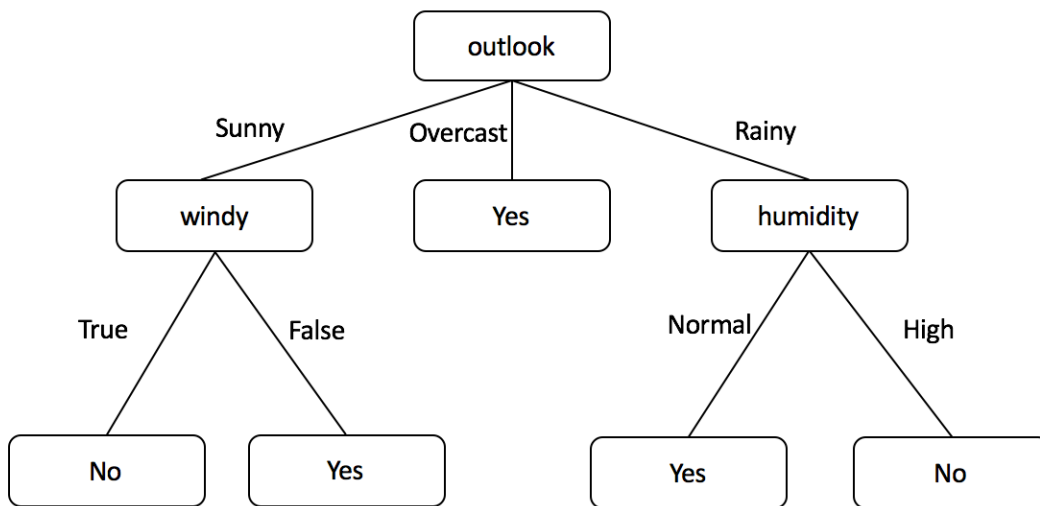 outlook
Sunny
Overcast
Rainy
windy
Yes
humidity
True
False
Normal
High
No
Yes
Yes
No